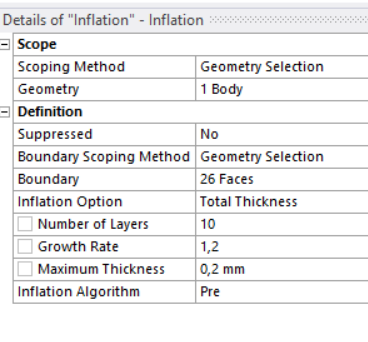 Details of "Inflation" - Inflation
Scope
Scoping Method Geometry Selection
Geometry 1 Body
Definition
Suppressed No
Boundary Scoping Method Geometry Selection
Boundary 26 Faces
Inflation Option Total Thickness
Number of Layers 10
Growth Rate 1,2
Maximum Thickness 0,2 mm
Inflation Algorithm Pre